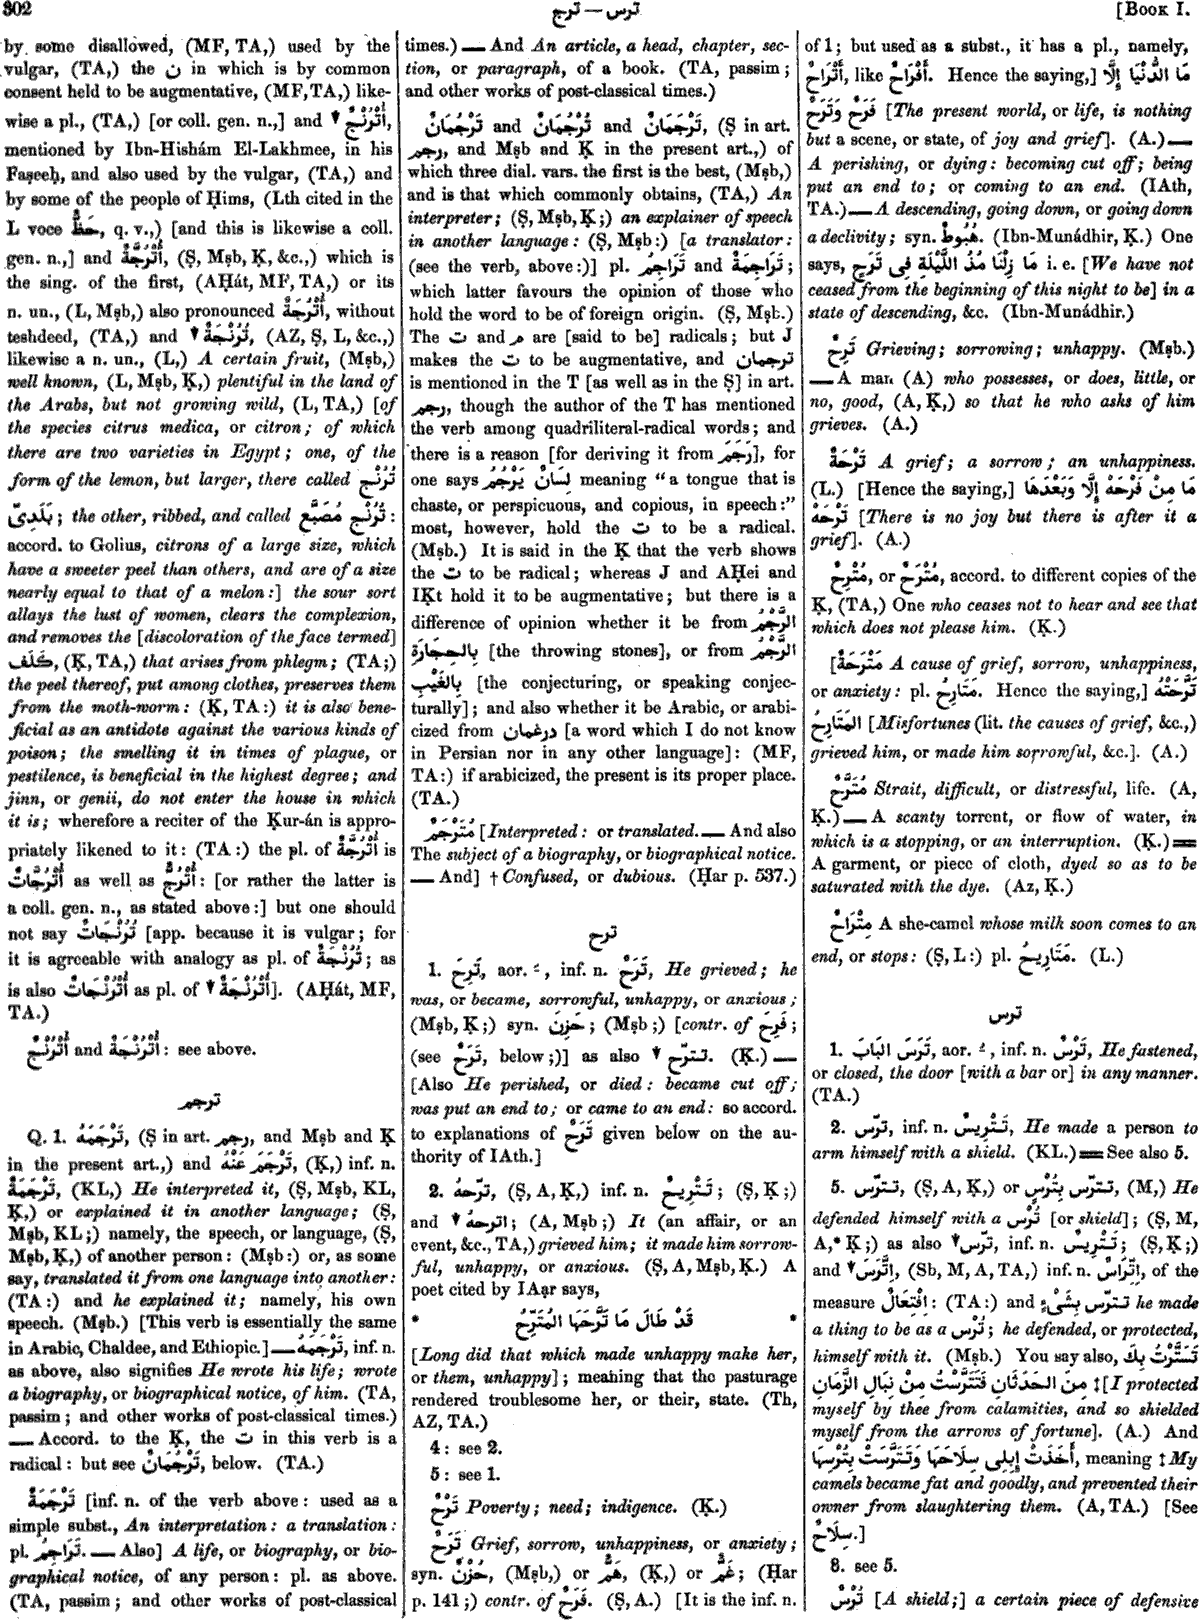 302
ترس — ترج
[BOOK I.
by some disallowed, (MF, TA,) used by the
vulgar, (TA,) the ن in which is by common
consent held to be augmentative, (MF, TA,) like-
wise a pl., (TA,) [or coll. gen. n.,] and ▼ أُتْرُنْجٌ,
mentioned by Ibn-Hishám El-Lakhmee, in his
Faṣeeḥ, and also used by the vulgar, (TA,) and
by some of the people of Ḥims, (Lth cited in the
L voce حَظٌّ, q. v.,) [and this is likewise a coll.
gen. n.,] and أُتْرُجَّةٌ, (Ṣ, Mṣb, Ḳ, &c.,) which is
the sing. of the first, (AḤát, MF, TA,) or its
n. un., (L, Mṣb,) also pronounced أُتْرُجَةٌ, without
teshdeed, (TA,) and ▼ تُرُنْجَةٌ, (AZ, Ṣ, L, &c.,)
likewise a n. un., (L,) A certain fruit, (Mṣb,)
well known, (L, Mṣb, Ḳ,) plentiful in the land of
the Arabs, but not growing wild, (L, TA,) [of
the species citrus medica, or citron; of which
there are two varieties in Egypt; one, of the
form of the lemon, but larger, there called تُرُنْج
بَلَدِىّ; the other, ribbed, and called تُرُنْج مُصَبَّع:
accord. to Golius, citrons of a large size, which
have a sweeter peel than others, and are of a size
nearly equal to that of a melon:] the sour sort
allays the lust of women, clears the complexion,
and removes the [discoloration of the face termed]
كَلَف, (Ḳ, TA,) that arises from phlegm; (TA;)
the peel thereof, put among clothes, preserves them
from the moth-worm: (Ḳ, TA:) it is also bene-
ficial as an antidote against the various kinds of
poison; the smelling it in times of plague, or
pestilence, is beneficial in the highest degree; and
jinn, or genii, do not enter the house in which
it is; wherefore a reciter of the Ḳur-án is appro-
priately likened to it: (TA:) the pl. of أُتْرُجَّةٌ is
أُتْرُجَّاتٌ as well as أُتْرُجٌّ: [or rather the latter is
a coll. gen. n., as stated above:] but one should
not say تُرُنْجَاتٌ [app. because it is vulgar; for
it is agreeable with analogy as pl. of تُرُنْجَةٌ; as
is also أُتْرُنْجَاتٌ as pl. of ▼ أُتْرُنْجَةٌ]. (AḤát, MF,
TA.)
أُتْرُنْجٌ and أُتْرُنْجَةٌ: see above.
ترجم
Q. 1. تَرْجَمَهُ, (Ṣ in art. رجم, and Mṣb and Ḳ
in the present art.,) and تَرْجَمَ عَنْهُ, (Ḳ,) inf. n.
تَرْجَمَةٌ, (KL,) He interpreted it, (Ṣ, Mṣb, KL,
Ḳ,) or explained it in another language; (Ṣ,
Mṣb, KL;) namely, the speech, or language, (Ṣ,
Mṣb, Ḳ,) of another person: (Mṣb:) or, as some
say, translated it from one language into another:
(TA:) and he explained it; namely, his own
speech. (Mṣb.) [This verb is essentially the same
in Arabic, Chaldee, and Ethiopic.] — تَرْجَمَهُ, inf. n.
as above, also signifies He wrote his life; wrote
a biography, or biographical notice, of him. (TA,
passim; and other works of post-classical times.)
— Accord. to the Ḳ, the ت in this verb is a
radical: but see تَرْجُمَانٌ, below. (TA.)
تَرْجَمَةٌ [inf. n. of the verb above: used as a
simple subst., An interpretation: a translation:
pl. تَرَاجِمُ. — Also] A life, or biography, or bio-
graphical notice, of any person: pl. as above.
(TA, passim; and other works of post-classical
times.) — And An article, a head, chapter, sec-
tion, or paragraph, of a book. (TA, passim;
and other works of post-classical times.)
تَرْجَمَانٌ and تُرْجُمَانٌ and تَرْجُمَانٌ, (Ṣ in art.
رجم, and Mṣb and Ḳ in the present art.,) of
which three dial. vars. the first is the best, (Mṣb,)
and is that which commonly obtains, (TA,) An
interpreter; (Ṣ, Mṣb, Ḳ;) an explainer of speech
in another language: (Ṣ, Mṣb:) [a translator:
(see the verb, above:)] pl. تَرَاجِمُ and تَرَاجِمَةٌ;
which latter favours the opinion of those who
hold the word to be of foreign origin. (Ṣ, Mṣb.)
The ت and م are [said to be] radicals; but J
makes the ت to be augmentative, and ترجمان
is mentioned in the T [as well as in the Ṣ] in art.
رجم, though the author of the T has mentioned
the verb among quadriliteral-radical words; and
there is a reason [for deriving it from رَجَمَ], for
one says لِسَانٌ يَرْجُمُ meaning "a tongue that is
chaste, or perspicuous, and copious, in speech:"
most, however, hold the ت to be a radical.
(Mṣb.) It is said in the Ḳ that the verb shows
the ت to be radical; whereas J and AḤei and
IḲt hold it to be augmentative; but there is a
difference of opinion whether it be from الرَّجْمُ
بِالحِجَارَةِ [the throwing stones], or from الرَّجْمُ
بِالغَيْبِ [the conjecturing, or speaking conjec-
turally]; and also whether it be Arabic, or arabi-
cized from درغمان [a word which I do not know
in Persian nor in any other language]: (MF,
TA:) if arabicized, the present is its proper place.
(TA.)
مُتَرْجَمٌ [Interpreted: or translated. — And also
The subject of a biography, or biographical notice.
— And] † Confused, or dubious. (Ḥar p. 537.)
ترح
1. تَرِحَ, aor. ـَ, inf. n. تَرَحٌ, He grieved; he
was, or became, sorrowful, unhappy, or anxious;
(Mṣb, Ḳ;) syn. حَزِنَ; (Mṣb;) [contr. of فَرِحَ;
(see تَرَحٌ, below;)] as also ▼ تترّح. (Ḳ.) —
[Also He perished, or died: became cut off;
was put an end to; or came to an end: so accord.
to explanations of تَرَحٌ given below on the au-
thority of IAth.]
2. ترّحهُ, (Ṣ, A, Ḳ,) inf. n. تَتْرِيحٌ; (Ṣ, Ḳ;)
and ▼ اترحهُ; (A, Mṣb;) It (an affair, or an
event, &c., TA,) grieved him; it made him sorrow-
ful, unhappy, or anxious. (Ṣ, A, Mṣb, Ḳ.) A
poet cited by IAạr says,
* قَدْ طَالَ مَا تَرَّحَهَا المُتَرِّحُ *
[Long did that which made unhappy make her,
or them, unhappy]; meaning that the pasturage
rendered troublesome her, or their, state. (Th,
AZ, TA.)
4: see 2.
5: see 1.
تَرْحٌ Poverty; need; indigence. (Ḳ.)
تَرَحٌ Grief, sorrow, unhappiness, or anxiety;
syn. حُزْنٌ, (Mṣb,) or هَمٌّ, (Ḳ,) or غَمٌّ; (Ḥar
p. 141;) contr. of فَرَحٌ. (Ṣ, A.) [It is the inf. n.
of 1; but used as a subst., it has a pl., namely,
أَتْرَاحٌ, like أَفْرَاحٌ. Hence the saying,] مَا الدُّنْيَا إِلَّا
فَرَحٌ وَتَرَحٌ [The present world, or life, is nothing
but a scene, or state, of joy and grief]. (A.) —
A perishing, or dying: becoming cut off; being
put an end to; or coming to an end. (IAth,
TA.) — A descending, going down, or going down
a declivity; syn. هُبُوطٌ. (Ibn-Munádhir, Ḳ.) One
says, مَا زِلْنَا مُذُ اللَّيْلَةِ فِى تَرَحٍ i. e. [We have not
ceased from the beginning of this night to be] in a
state of descending, &c. (Ibn-Munádhir.)
تَرِحٌ Grieving; sorrowing; unhappy. (Mṣb.)
— A man (A) who possesses, or does, little, or
no, good, (A, Ḳ,) so that he who asks of him
grieves. (A.)
تَرْحَةٌ A grief; a sorrow; an unhappiness.
(L.) [Hence the saying,] مَا مِنْ فَرْحَةٍ إِلَّا وَبَعْدَهَا
تَرْحَةٌ [There is no joy but there is after it a
grief]. (A.)
مُتْرِحٌ, or مُتْرَحٌ, accord. to different copies of the
Ḳ, (TA,) One who ceases not to hear and see that
which does not please him. (Ḳ.)
[مَتْرَحَةٌ A cause of grief, sorrow, unhappiness,
or anxiety: pl. مَتَارِحُ. Hence the saying,] تَرَّحَتْهُ
المَتَارِحُ [Misfortunes (lit. the causes of grief, &c.,)
grieved him, or made him sorrowful, &c.]. (A.)
مُتَرَّحٌ Strait, difficult, or distressful, life. (A,
Ḳ.) — A scanty torrent, or flow of water, in
which is a stopping, or an interruption. (Ḳ.) ═
A garment, or piece of cloth, dyed so as to be
saturated with the dye. (Az, Ḳ.)
مِتْرَاحٌ A she-camel whose milk soon comes to an
end, or stops: (Ṣ, L:) pl. مَتَارِيحُ. (L.)
ترس
1. تَرَسَ البَابَ, aor. ـُ, inf. n. تَرْسٌ, He fastened,
or closed, the door [with a bar or] in any manner.
(TA.)
2. ترّس, inf. n. تَتْرِيسٌ, He made a person to
arm himself with a shield. (KL.) ═ See also 5.
5. تترّس, (Ṣ, A, Ḳ,) or تترّس بِتُرْسٍ, (M,) He
defended himself with a تُرْس [or shield]; (Ṣ, M,
A,* Ḳ;) as also ▼ ترّس, inf. n. تَتْرِيسٌ; (Ṣ, Ḳ;)
and ▼ اِتَّرَسَ, (Sb, M, A, TA,) inf. n. اِتِّرَاسٌ, of the
measure اِفْتِعَالٌ: (TA:) and تترّس بِشَىْءٍ he made
a thing to be as a تُرْس; he defended, or protected,
himself with it. (Mṣb.) You say also, تَسَتَّرْتُ بِكَ
مِنَ الحَدَثَانِ فَتَتَرَّسْتُ مِنْ نِبَالِ الزَّمَانِ ‡ [I protected
myself by thee from calamities, and so shielded
myself from the arrows of fortune]. (A.) And
أَخَذَتْ إِبِلِى سِلَاحَهَا وَتَتَرَّسَتْ بِتُرْسِهَا, meaning ‡ My
camels became fat and goodly, and prevented their
owner from slaughtering them. (A, TA.) [See
سِلَاحٌ.]
8. see 5.
تُرْسٌ [A shield;] a certain piece of defensive